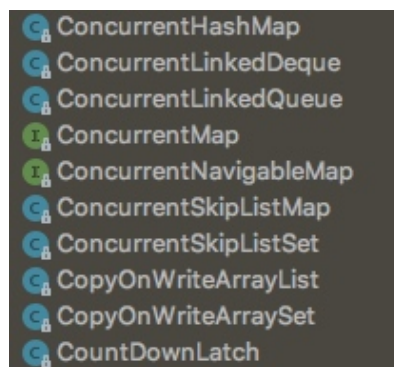 C ConcurrentHashMap
C ConcurrentLinkedDeque
C ConcurrentLinkedQueue
I ConcurrentMap
I ConcurrentNavigableMap
C ConcurrentSkipListMap
C ConcurrentSkipListSet
C CopyOnWriteArrayList
C CopyOnWriteArraySet
C CountDownLatch